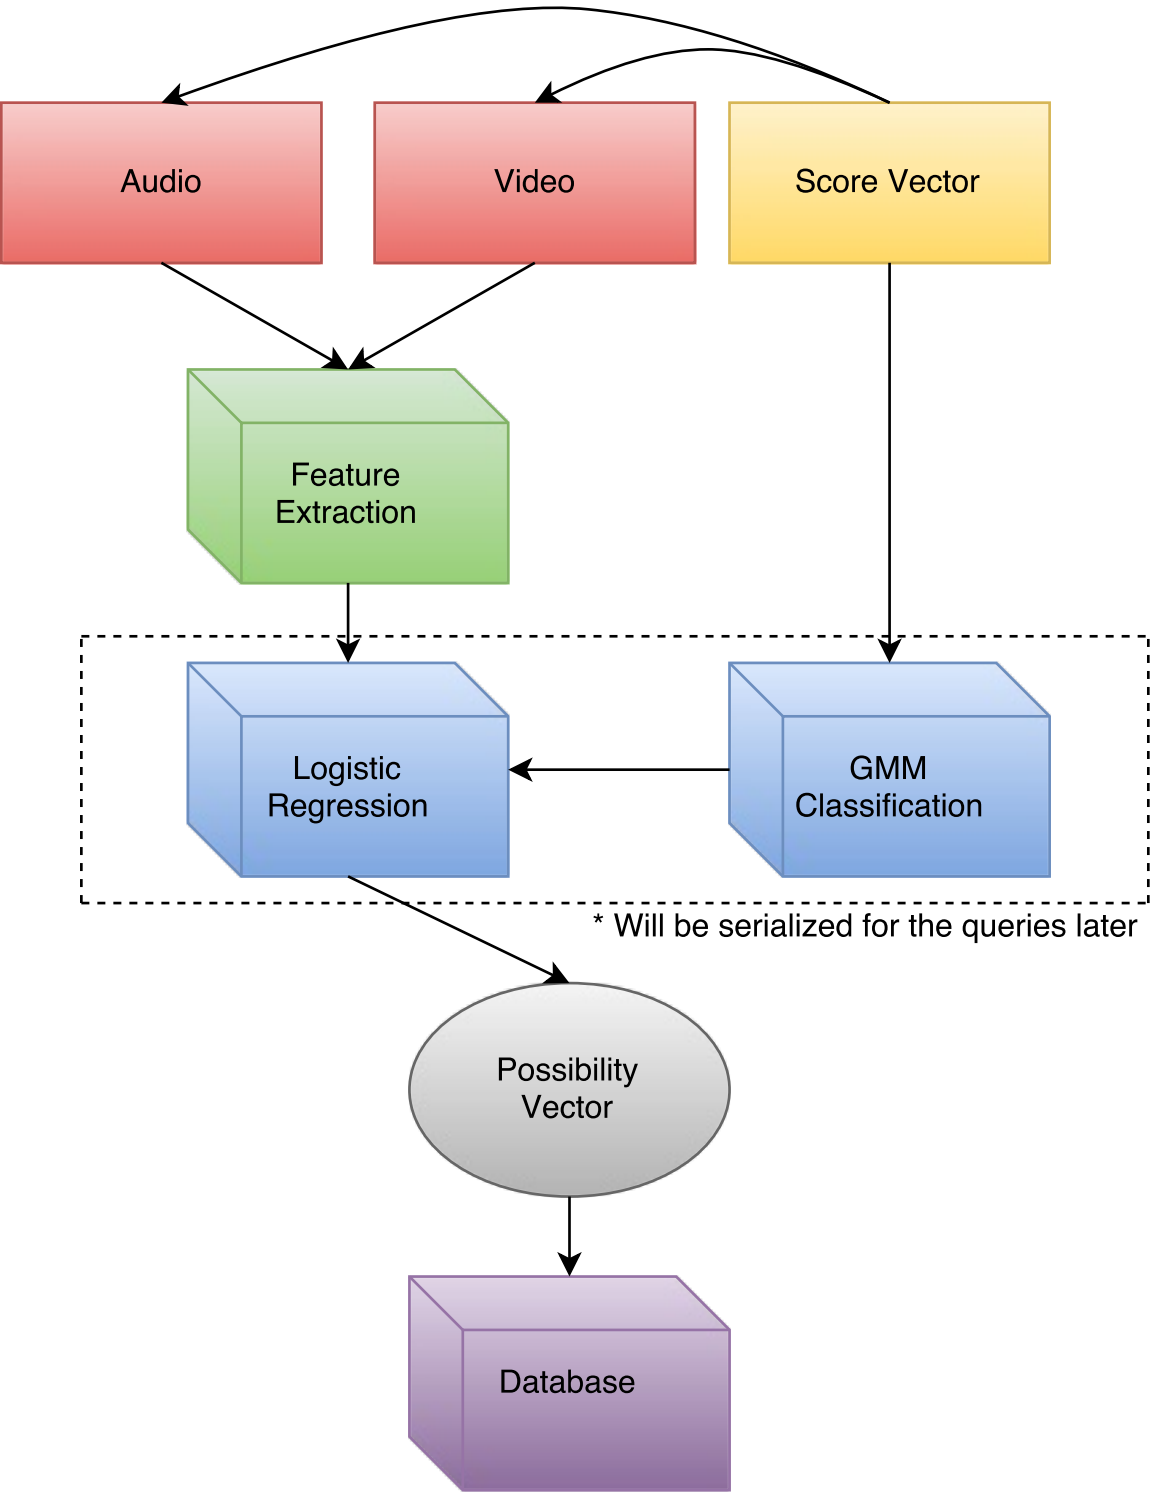 Audio
Video
Score Vector
Feature
Extraction
Logistic
Regression
GMM
Classification
* Will be serialized for the queries later
Possibility
Vector
Database